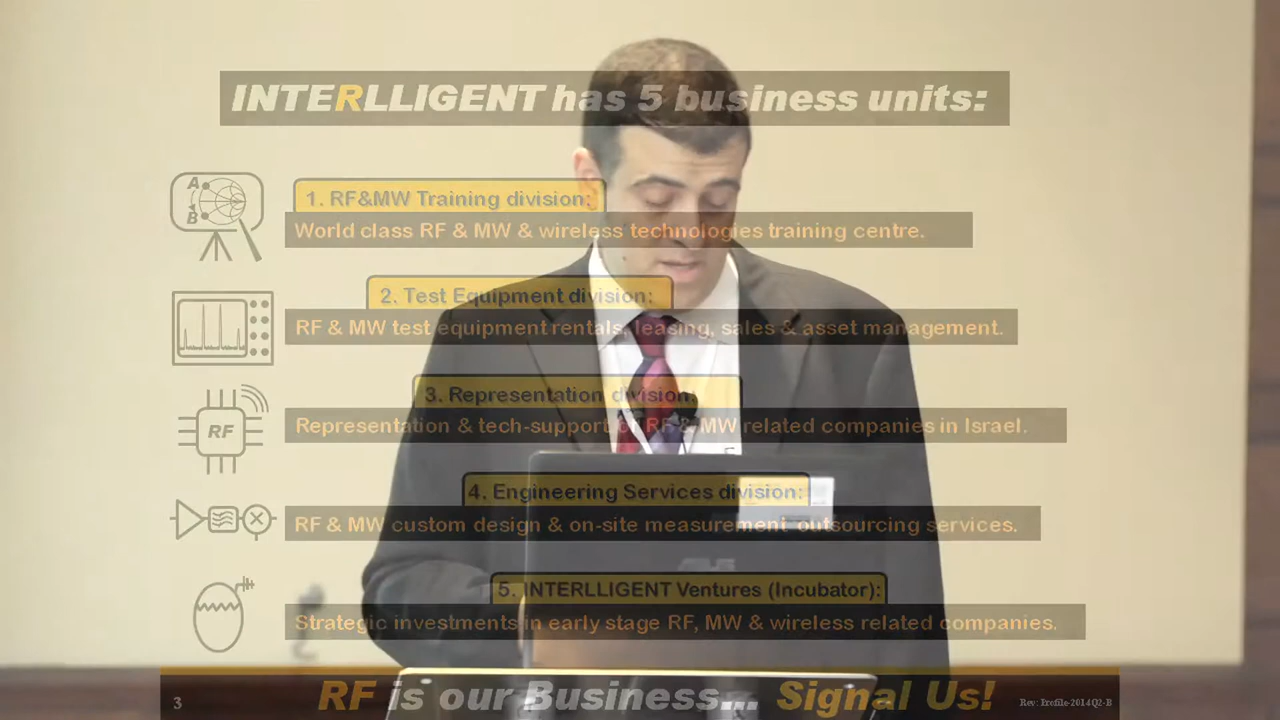 INTERLLIGENT has 5 business units:
A
B
1. RF&MW Training division:
World class RF & MW & wireless technologies training centre.
2. Test Equipment division:
RF & MW test equipment rentals, leasing, sales & asset management.
3. Representation division:
Representation & tech-support of RF & MW related companies in Israel.
RF
4. Engineering Services division:
RF & MW custom design & on-site measurement outsourcing services.
ASUS
5. INTERLLIGENT Ventures (Incubator):
Strategic investments in early stage RF, MW & wireless related companies.
3
RF is our Business... Signal Us!
Rev: Profile-2014Q2-B